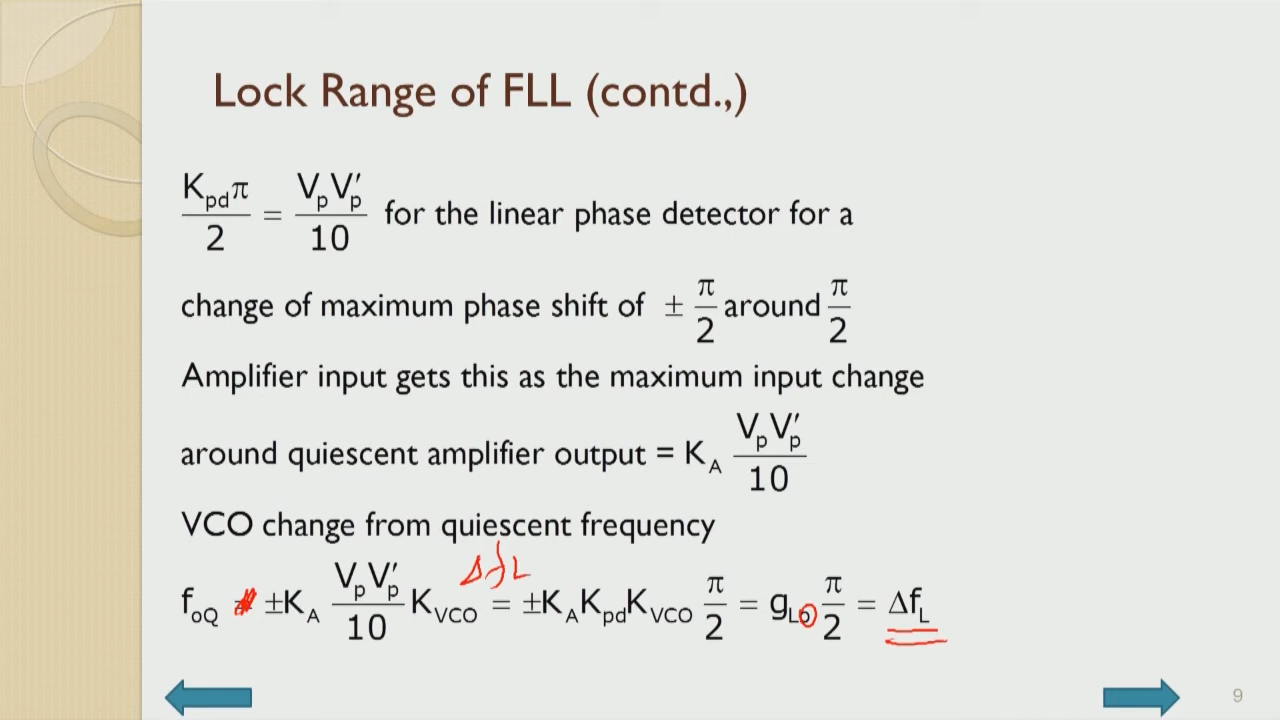 Lock Range of FLL (contd.,)
K_pd π / 2 = V_p V′_p / 10 for the linear phase detector for a
change of maximum phase shift of ± π/2 around π/2
Amplifier input gets this as the maximum input change
around quiescent amplifier output = K_A V_p V′_p / 10
VCO change from quiescent frequency
Δf_L
f_oQ ±K_A V_p V′_p / 10 K_VCO = ±K_A K_pd K_VCO π/2 = g_Lo π/2 = Δf_L
9